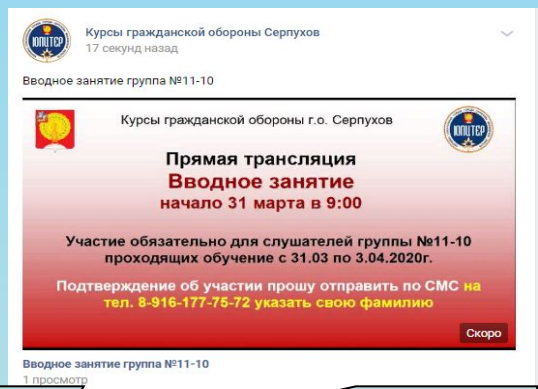 ЮПИТЕР
Курсы гражданской обороны Серпухов
17 секунд назад
Вводное занятие группа №11-10
Курсы гражданской обороны г.о. Серпухов
ЮПИТЕР
Прямая трансляция
Вводное занятие
начало 31 марта в 9:00
Участие обязательно для слушателей группы №11-10
проходящих обучение с 31.03 по 3.04.2020г.
Подтверждение об участии прошу отправить по СМС на
тел. 8-916-177-75-72 указать свою фамилию
Скоро
Вводное занятие группа №11-10
1 просмотр